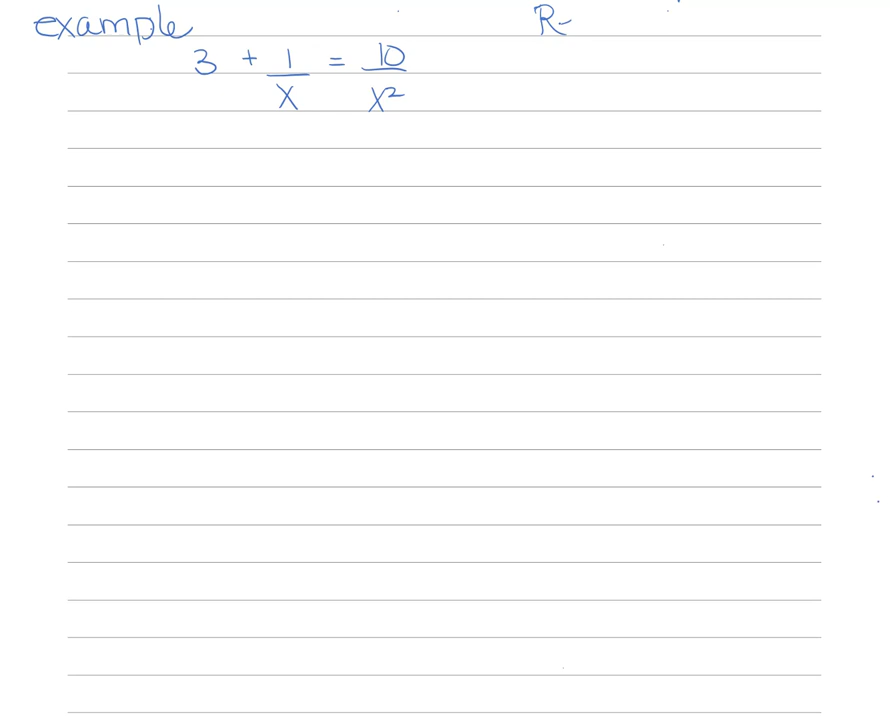 example R-
3 + 1/x = 10/x²